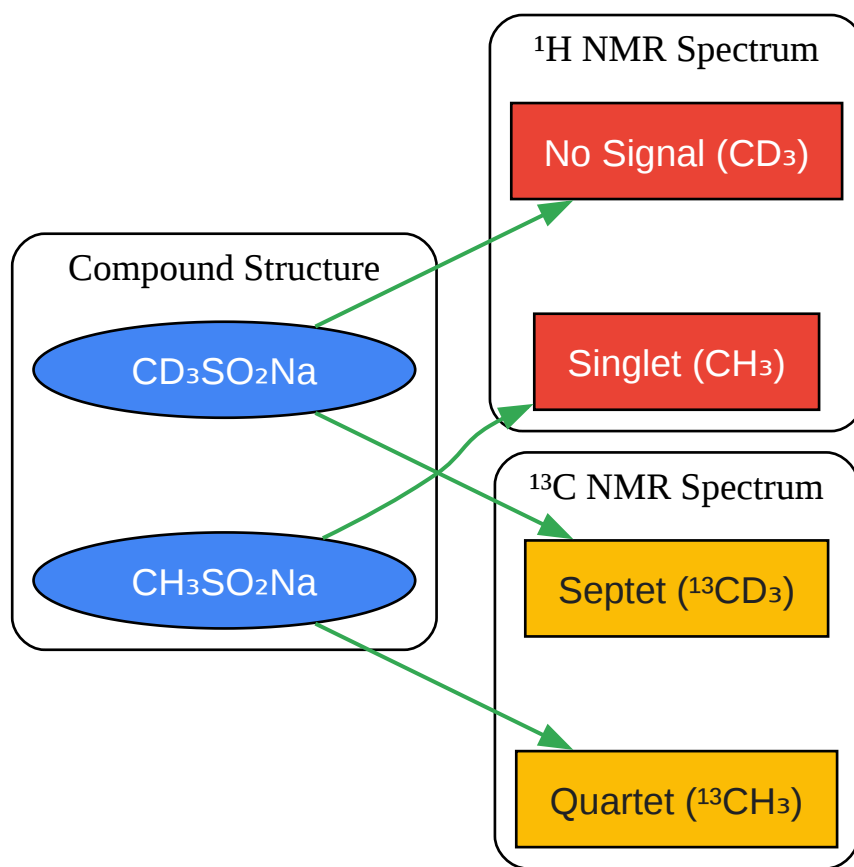 ¹H NMR Spectrum
No Signal (CD₃)
Singlet (CH₃)
Compound Structure
CD₃SO₂Na
CH₃SO₂Na
¹³C NMR Spectrum
Septet (¹³CD₃)
Quartet (¹³CH₃)